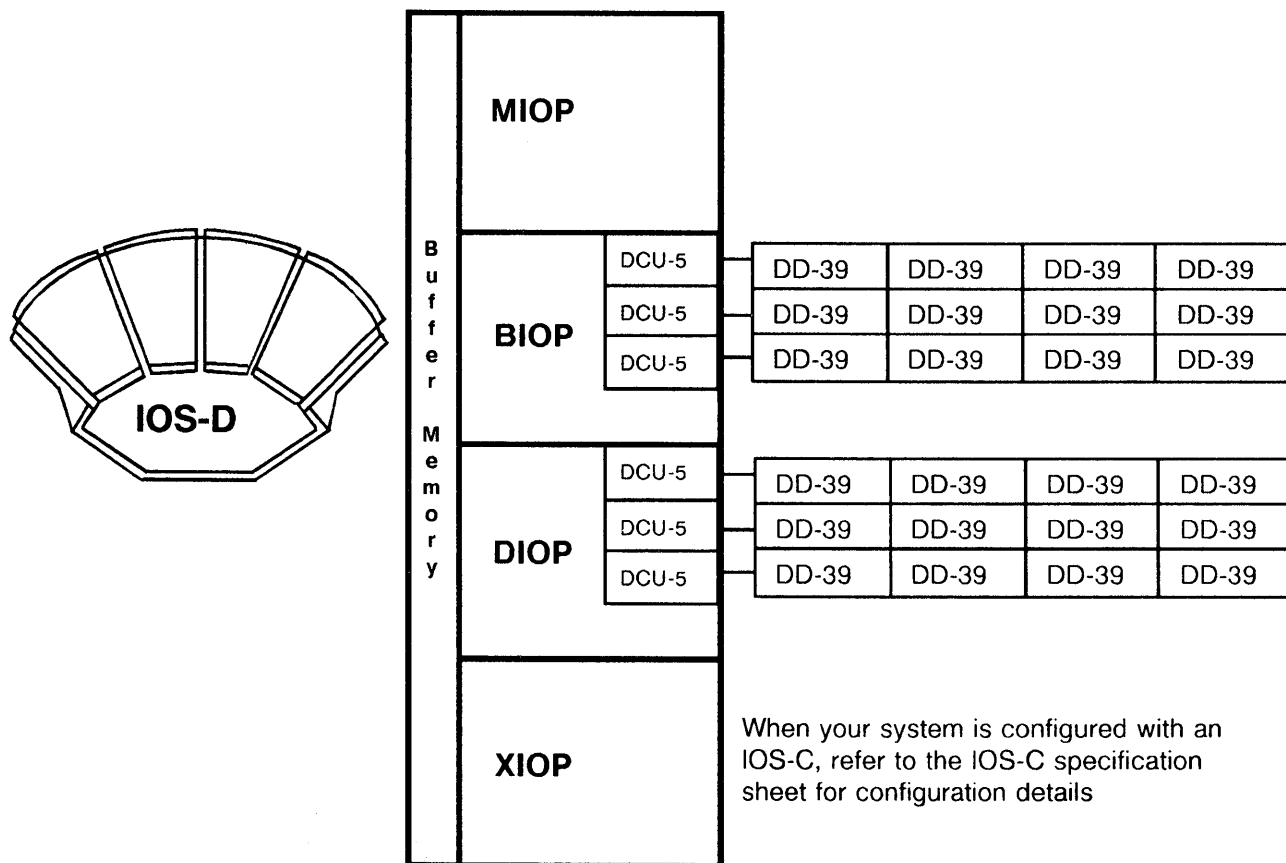 IOS-D
Buffer Memory
MIOP
BIOP
DCU-5
DCU-5
DCU-5
DD-39 DD-39 DD-39 DD-39
DD-39 DD-39 DD-39 DD-39
DD-39 DD-39 DD-39 DD-39
DIOP
DCU-5
DCU-5
DCU-5
DD-39 DD-39 DD-39 DD-39
DD-39 DD-39 DD-39 DD-39
DD-39 DD-39 DD-39 DD-39
XIOP
When your system is configured with an
IOS-C, refer to the IOS-C specification
sheet for configuration details